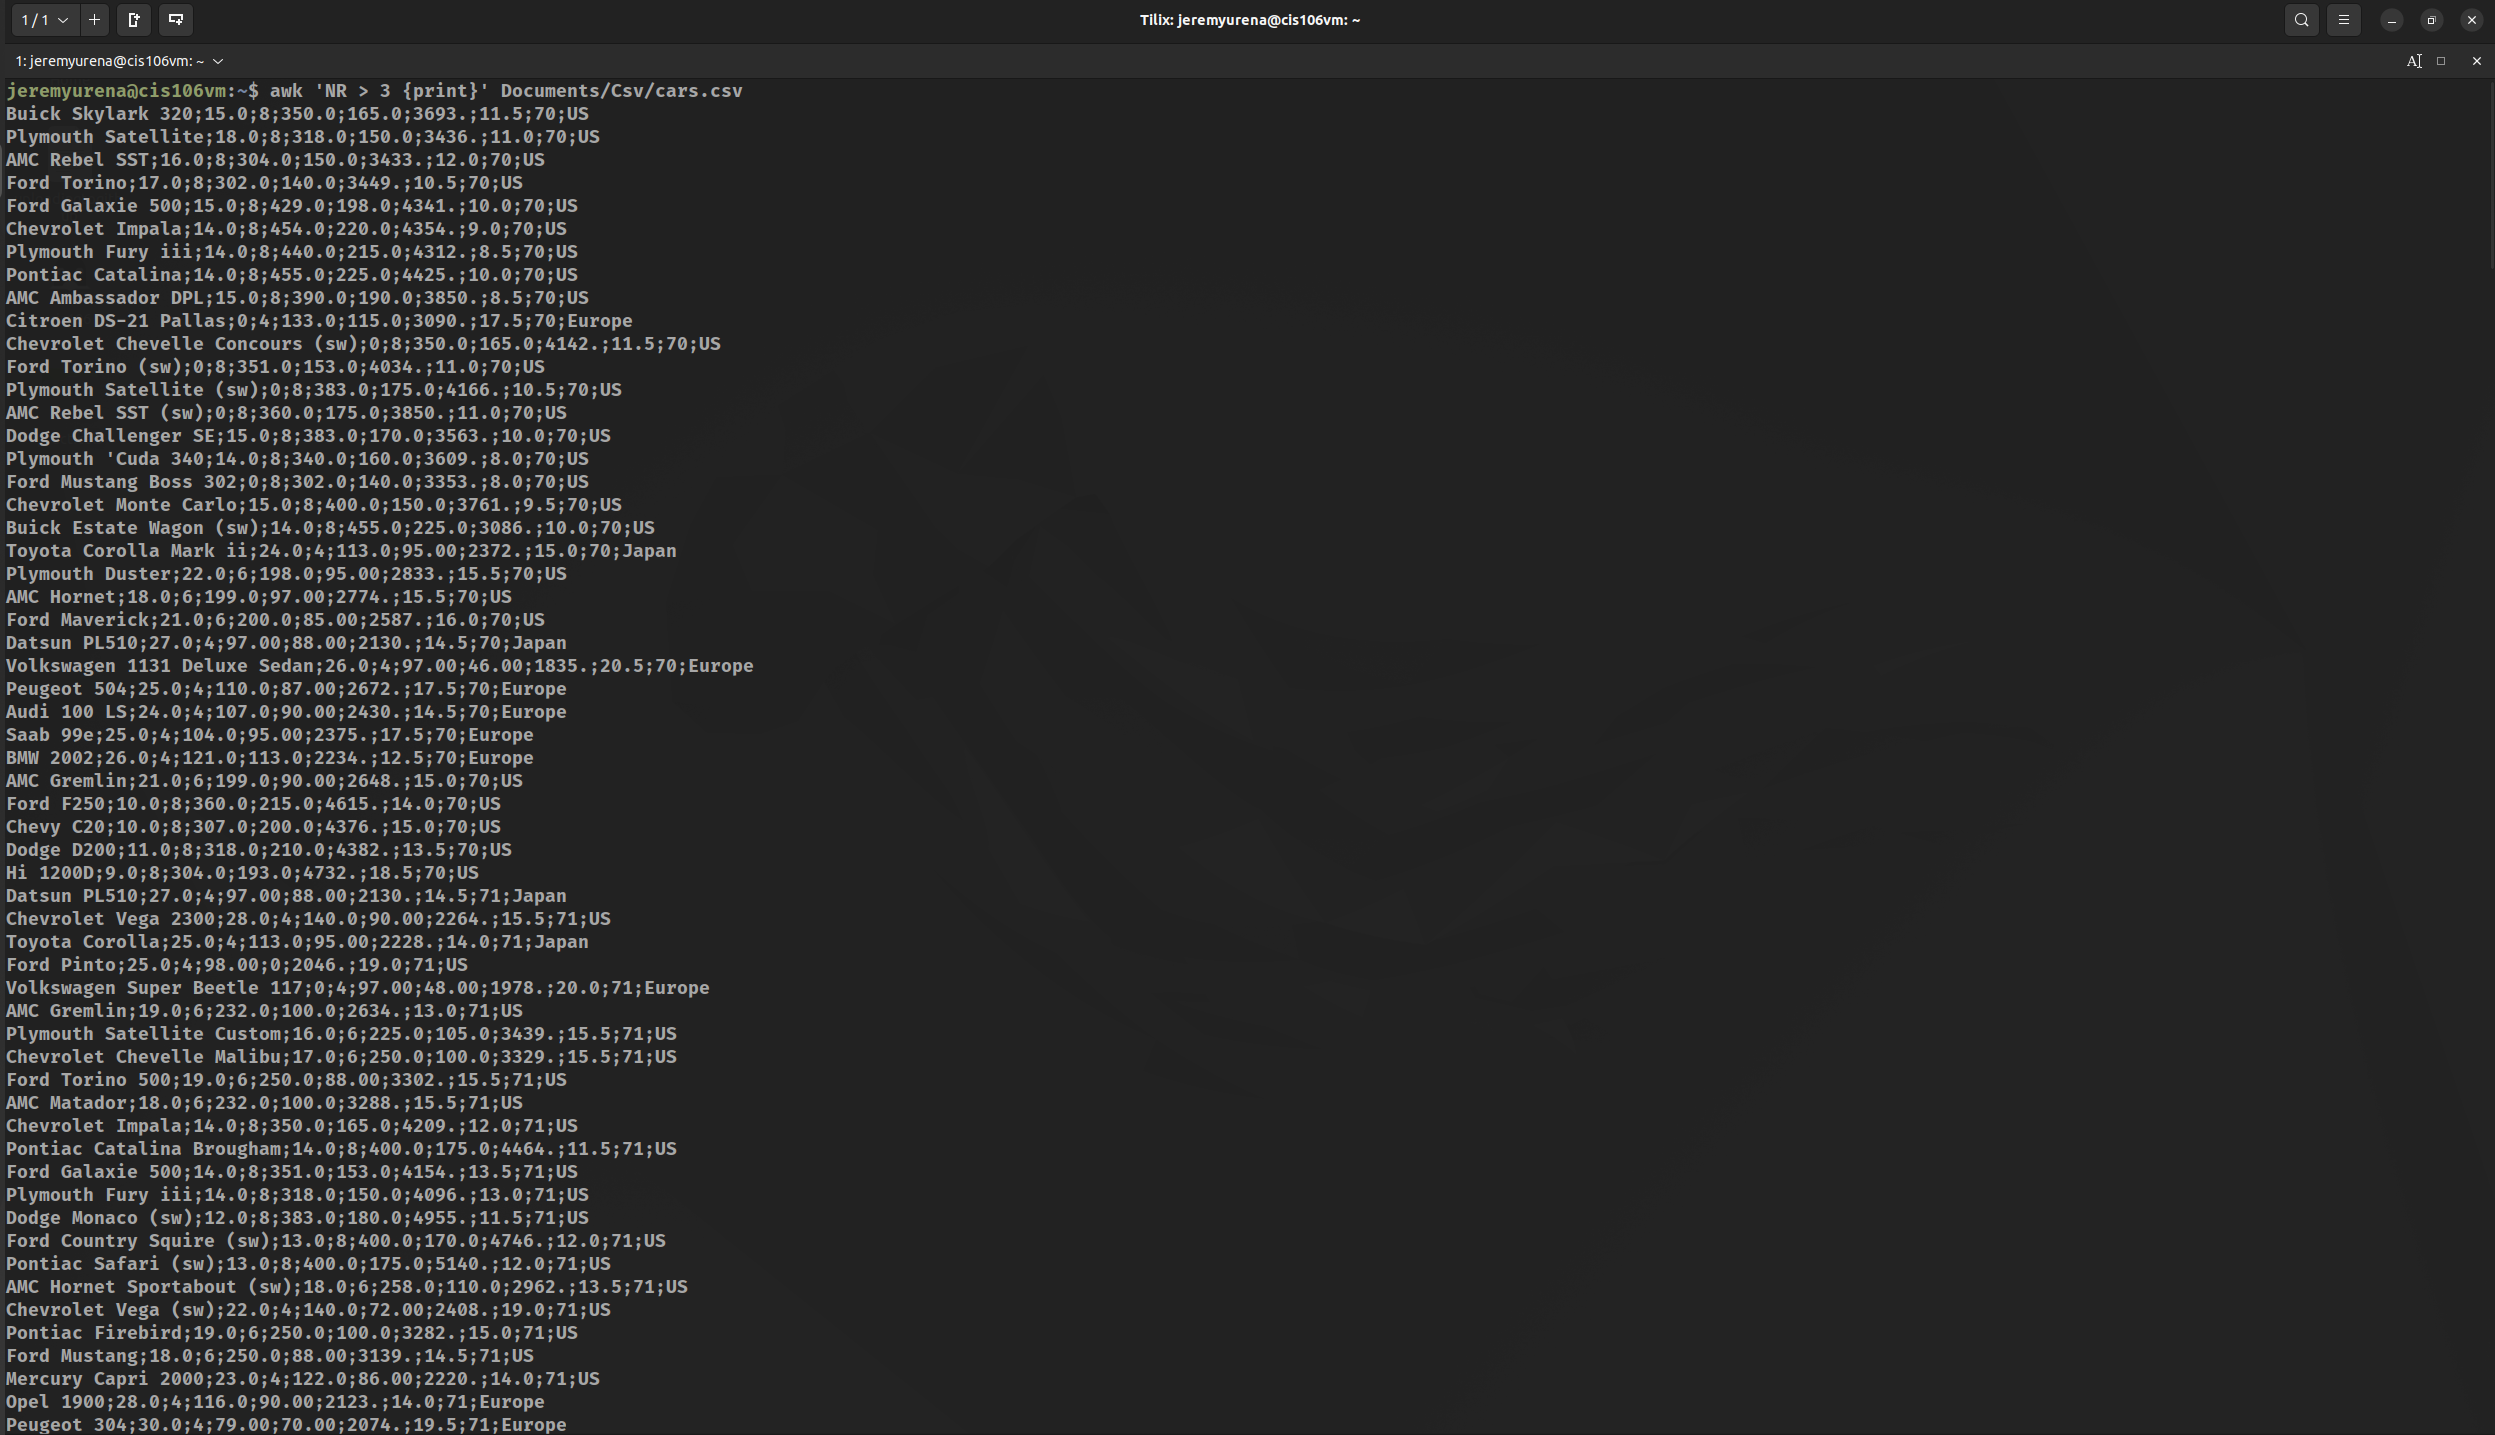 1 / 1
Tilix: jeremyurena@cis106vm: ~
1: jeremyurena@cis106vm: ~
jeremyurena@cis106vm:~$ awk 'NR > 3 {print}' Documents/Csv/cars.csv
Buick Skylark 320;15.0;8;350.0;165.0;3693.;11.5;70;US
Plymouth Satellite;18.0;8;318.0;150.0;3436.;11.0;70;US
AMC Rebel SST;16.0;8;304.0;150.0;3433.;12.0;70;US
Ford Torino;17.0;8;302.0;140.0;3449.;10.5;70;US
Ford Galaxie 500;15.0;8;429.0;198.0;4341.;10.0;70;US
Chevrolet Impala;14.0;8;454.0;220.0;4354.;9.0;70;US
Plymouth Fury iii;14.0;8;440.0;215.0;4312.;8.5;70;US
Pontiac Catalina;14.0;8;455.0;225.0;4425.;10.0;70;US
AMC Ambassador DPL;15.0;8;390.0;190.0;3850.;8.5;70;US
Citroen DS-21 Pallas;0;4;133.0;115.0;3090.;17.5;70;Europe
Chevrolet Chevelle Concours (sw);0;8;350.0;165.0;4142.;11.5;70;US
Ford Torino (sw);0;8;351.0;153.0;4034.;11.0;70;US
Plymouth Satellite (sw);0;8;383.0;175.0;4166.;10.5;70;US
AMC Rebel SST (sw);0;8;360.0;175.0;3850.;11.0;70;US
Dodge Challenger SE;15.0;8;383.0;170.0;3563.;10.0;70;US
Plymouth 'Cuda 340;14.0;8;340.0;160.0;3609.;8.0;70;US
Ford Mustang Boss 302;0;8;302.0;140.0;3353.;8.0;70;US
Chevrolet Monte Carlo;15.0;8;400.0;150.0;3761.;9.5;70;US
Buick Estate Wagon (sw);14.0;8;455.0;225.0;3086.;10.0;70;US
Toyota Corolla Mark ii;24.0;4;113.0;95.00;2372.;15.0;70;Japan
Plymouth Duster;22.0;6;198.0;95.00;2833.;15.5;70;US
AMC Hornet;18.0;6;199.0;97.00;2774.;15.5;70;US
Ford Maverick;21.0;6;200.0;85.00;2587.;16.0;70;US
Datsun PL510;27.0;4;97.00;88.00;2130.;14.5;70;Japan
Volkswagen 1131 Deluxe Sedan;26.0;4;97.00;46.00;1835.;20.5;70;Europe
Peugeot 504;25.0;4;110.0;87.00;2672.;17.5;70;Europe
Audi 100 LS;24.0;4;107.0;90.00;2430.;14.5;70;Europe
Saab 99e;25.0;4;104.0;95.00;2375.;17.5;70;Europe
BMW 2002;26.0;4;121.0;113.0;2234.;12.5;70;Europe
AMC Gremlin;21.0;6;199.0;90.00;2648.;15.0;70;US
Ford F250;10.0;8;360.0;215.0;4615.;14.0;70;US
Chevy C20;10.0;8;307.0;200.0;4376.;15.0;70;US
Dodge D200;11.0;8;318.0;210.0;4382.;13.5;70;US
Hi 1200D;9.0;8;304.0;193.0;4732.;18.5;70;US
Datsun PL510;27.0;4;97.00;88.00;2130.;14.5;71;Japan
Chevrolet Vega 2300;28.0;4;140.0;90.00;2264.;15.5;71;US
Toyota Corolla;25.0;4;113.0;95.00;2228.;14.0;71;Japan
Ford Pinto;25.0;4;98.00;0;2046.;19.0;71;US
Volkswagen Super Beetle 117;0;4;97.00;48.00;1978.;20.0;71;Europe
AMC Gremlin;19.0;6;232.0;100.0;2634.;13.0;71;US
Plymouth Satellite Custom;16.0;6;225.0;105.0;3439.;15.5;71;US
Chevrolet Chevelle Malibu;17.0;6;250.0;100.0;3329.;15.5;71;US
Ford Torino 500;19.0;6;250.0;88.00;3302.;15.5;71;US
AMC Matador;18.0;6;232.0;100.0;3288.;15.5;71;US
Chevrolet Impala;14.0;8;350.0;165.0;4209.;12.0;71;US
Pontiac Catalina Brougham;14.0;8;400.0;175.0;4464.;11.5;71;US
Ford Galaxie 500;14.0;8;351.0;153.0;4154.;13.5;71;US
Plymouth Fury iii;14.0;8;318.0;150.0;4096.;13.0;71;US
Dodge Monaco (sw);12.0;8;383.0;180.0;4955.;11.5;71;US
Ford Country Squire (sw);13.0;8;400.0;170.0;4746.;12.0;71;US
Pontiac Safari (sw);13.0;8;400.0;175.0;5140.;12.0;71;US
AMC Hornet Sportabout (sw);18.0;6;258.0;110.0;2962.;13.5;71;US
Chevrolet Vega (sw);22.0;4;140.0;72.00;2408.;19.0;71;US
Pontiac Firebird;19.0;6;250.0;100.0;3282.;15.0;71;US
Ford Mustang;18.0;6;250.0;88.00;3139.;14.5;71;US
Mercury Capri 2000;23.0;4;122.0;86.00;2220.;14.0;71;US
Opel 1900;28.0;4;116.0;90.00;2123.;14.0;71;Europe
Peugeot 304;30.0;4;79.00;70.00;2074.;19.5;71;Europe